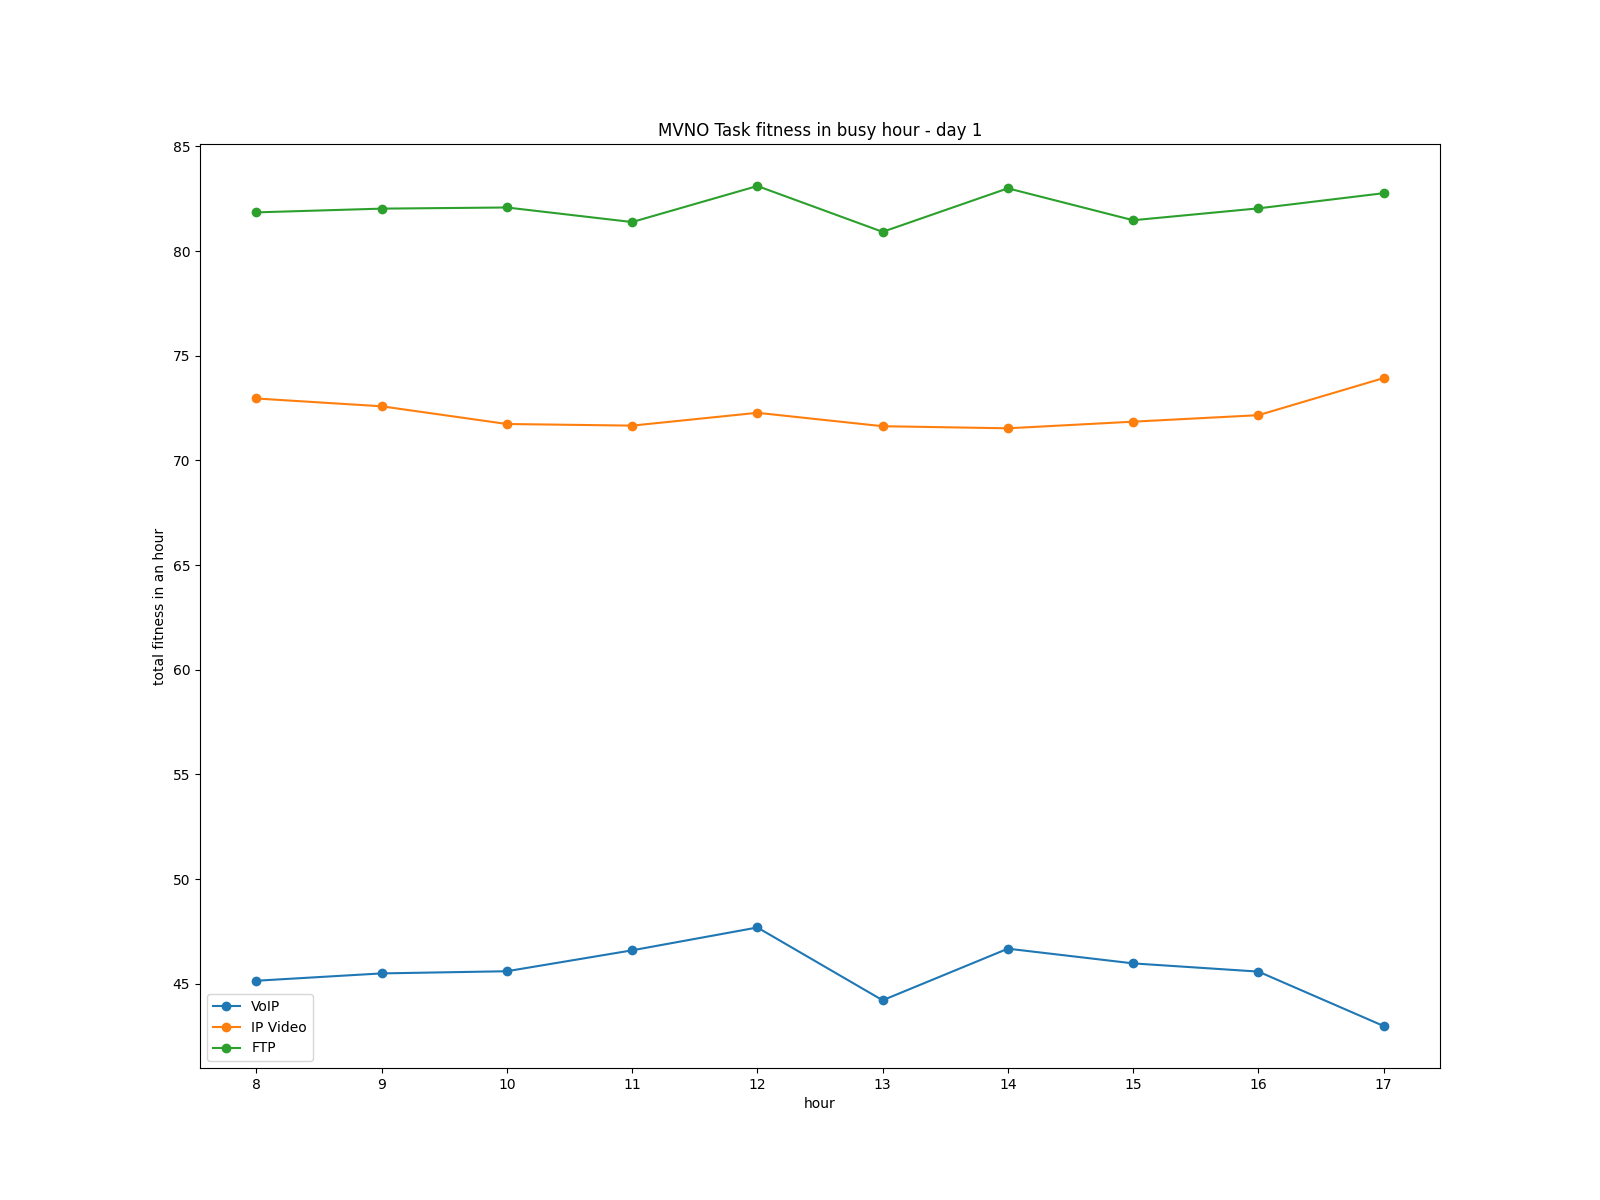 MVNO Task fitness in busy hour - day 1
85
80
75
70
65
60
55
50
45
total fitness in an hour
VoIP
IP Video
FTP
8 9 10 11 12 13 14 15 16 17
hour